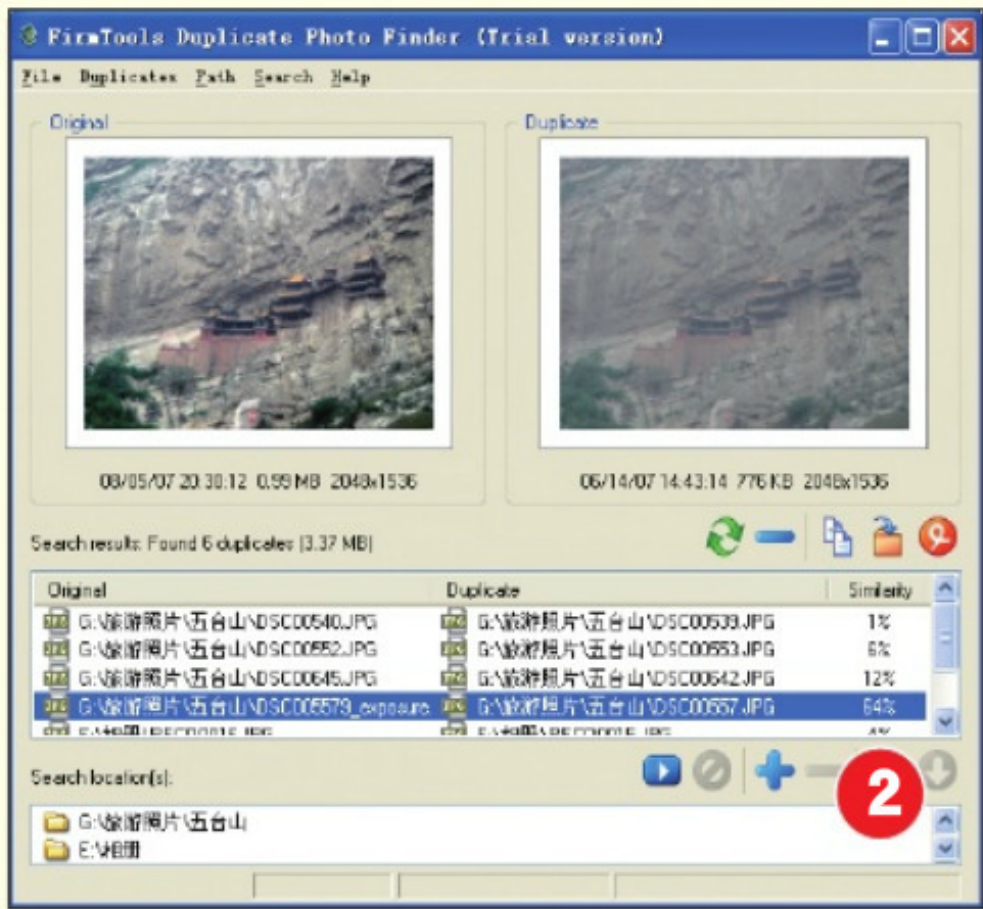 FirmTools Duplicate Photo Finder (Trial version)
File Duplicates Path Search Help
Original Duplicate
08/05/07 20:30:12 0.99 MB 2048x1536 06/14/07 14:43:14 776 KB 2048x1536
Search results: Found 6 duplicates (3.37 MB)
Original Duplicate Similarity
G:\旅游照片\五台山\DSC00540.JPG G:\旅游照片\五台山\DSC00539.JPG 1%
G:\旅游照片\五台山\DSC00552.JPG G:\旅游照片\五台山\DSC00553.JPG 6%
G:\旅游照片\五台山\DSC00645.JPG G:\旅游照片\五台山\DSC00642.JPG 12%
G:\旅游照片\五台山\DSC005579_exposure G:\旅游照片\五台山\DSC00557.JPG 64%
Search location(s):
2
G:\旅游照片\五台山
E:\相册